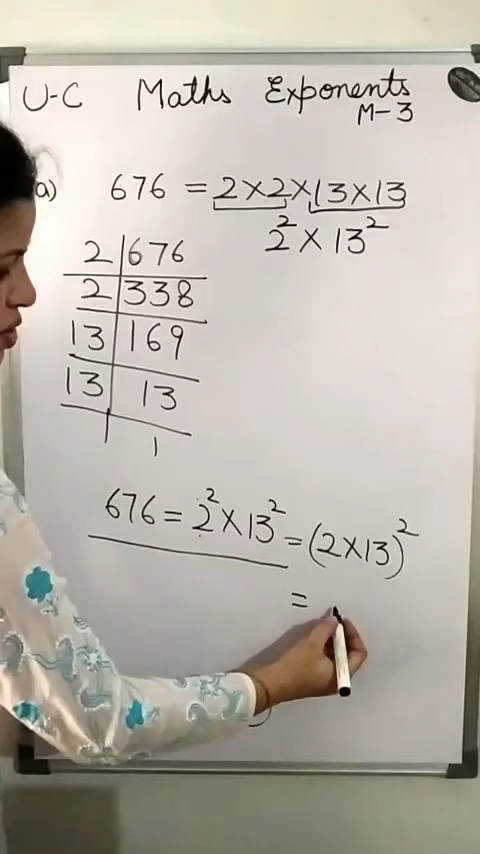 U-C Maths Exponents
M-3
a) 676 = 2×2×13×13
2² × 13²
2 | 676
2 | 338
13 | 169
13 | 13
| 1
676 = 2² × 13² = (2×13)²
=